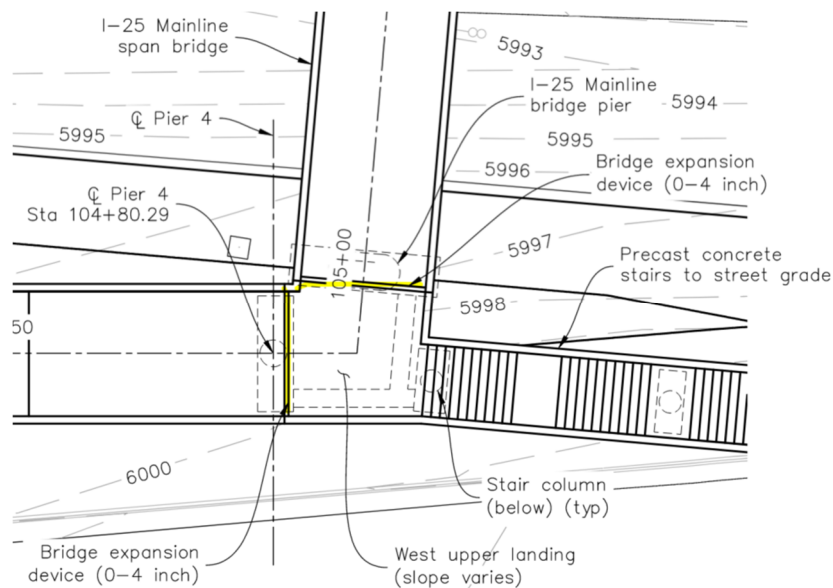 I-25 Mainline
span bridge
℄ Pier 4
5995
℄ Pier 4
Sta 104+80.29
5993
I-25 Mainline
bridge pier
5994
5995
5996
Bridge expansion
device (0-4 inch)
5997
Precast concrete
stairs to street grade
105+00
5998
50
6000
Stair column
(below) (typ)
Bridge expansion
device (0-4 inch)
West upper landing
(slope varies)